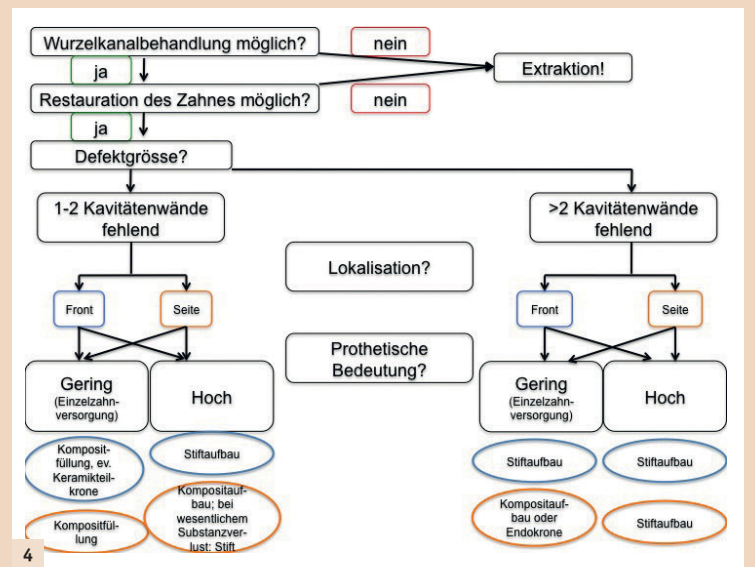 Wurzelkanalbehandlung möglich?
nein
ja
Extraktion!
Restauration des Zahnes möglich?
nein
ja
Defektgrösse?
1-2 Kavitätenwände
fehlend
>2 Kavitätenwände
fehlend
Lokalisation?
Front
Seite
Front
Seite
Prothetische
Bedeutung?
Gering
(Einzelzahn-
versorgung)
Hoch
Gering
(Einzelzahn-
versorgung)
Hoch
Komposit-
füllung, ev.
Keramikteil-
krone
Stiftaufbau
Stiftaufbau
Stiftaufbau
Kompositfül-
lung
Kompositauf-
bau; bei
wesentlichem
Substanzver-
lust: Stift
Kompositauf-
bau oder
Endokrone
Stiftaufbau
4